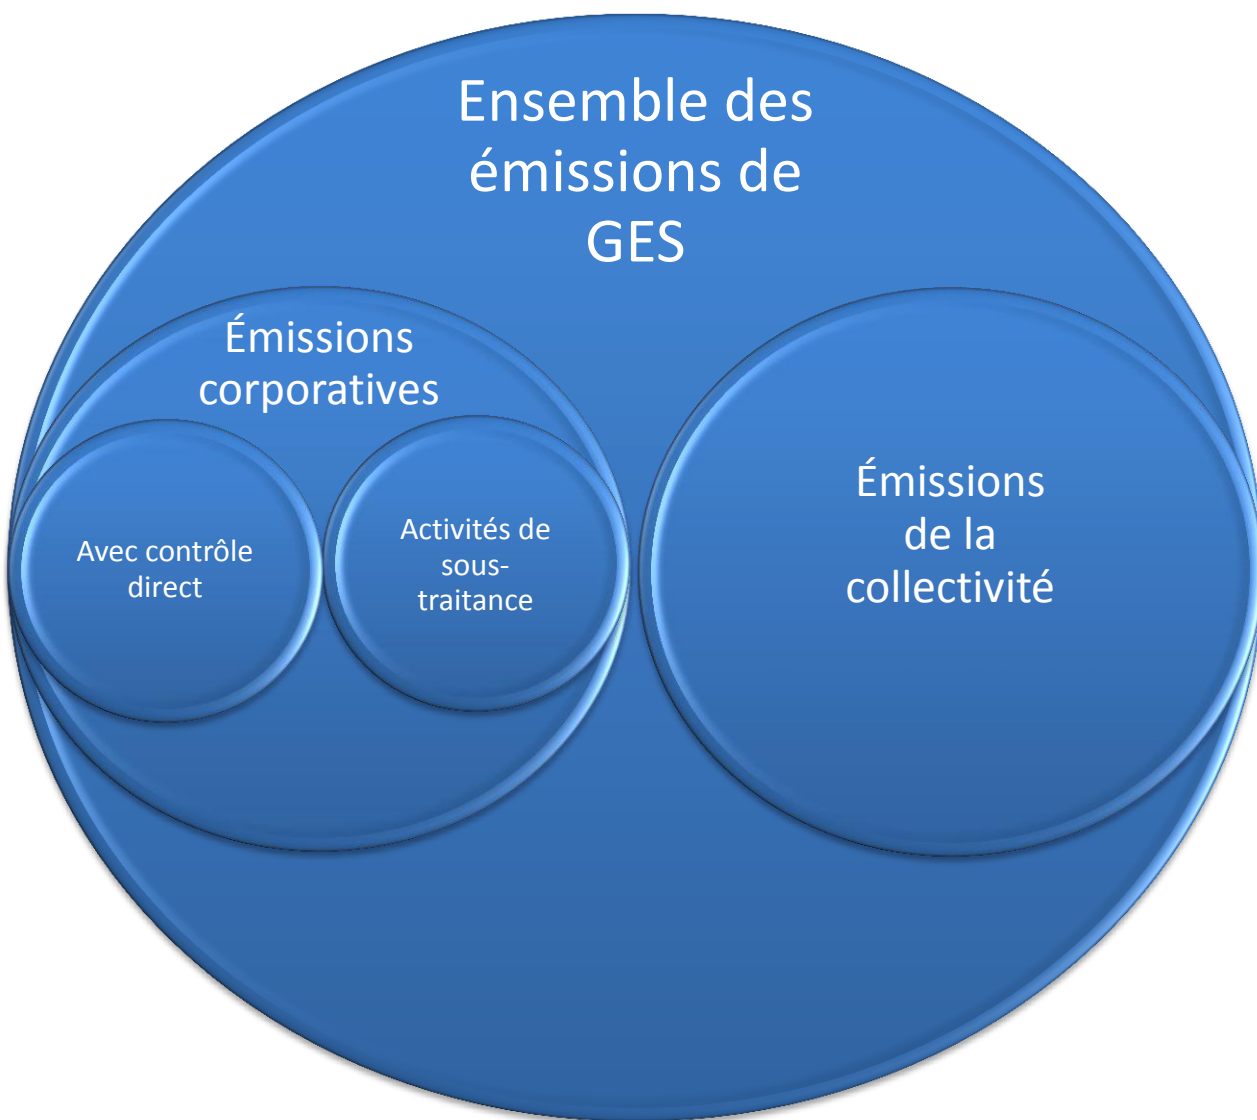 Ensemble des
émissions de
GES
Émissions
corporatives
Avec contrôle
direct
Activités de
sous-
traitance
Émissions
de la
collectivité